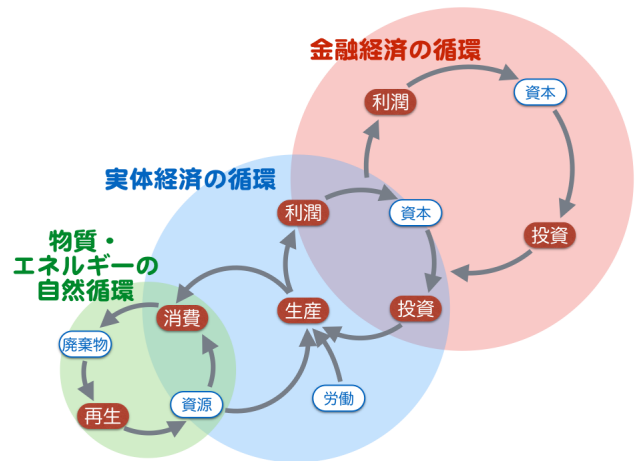 金融経済の循環
利潤
資本
投資
実体経済の循環
利潤
資本
生産
投資
労働
物質・
エネルギーの
自然循環
消費
廃棄物
再生
資源